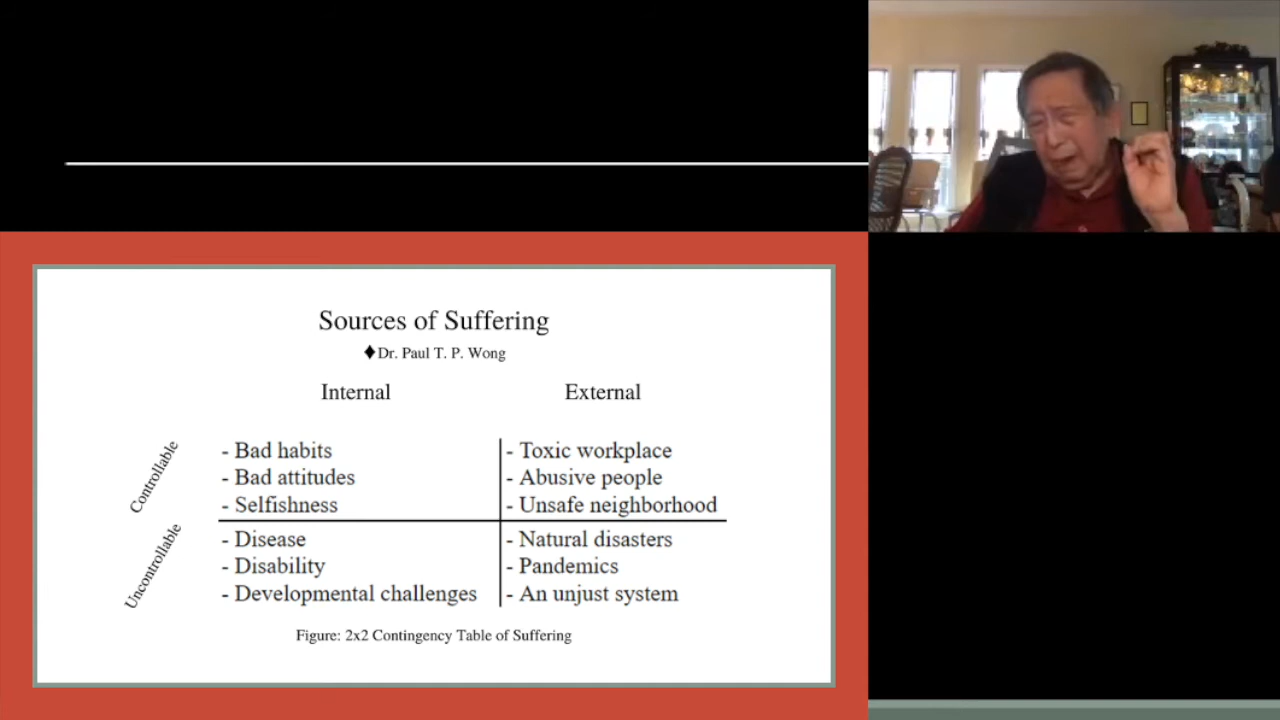 Sources of Suffering
♦Dr. Paul T. P. Wong
Internal External
Controllable
- Bad habits - Toxic workplace
- Bad attitudes - Abusive people
- Selfishness - Unsafe neighborhood
Uncontrollable
- Disease - Natural disasters
- Disability - Pandemics
- Developmental challenges - An unjust system
Figure: 2x2 Contingency Table of Suffering